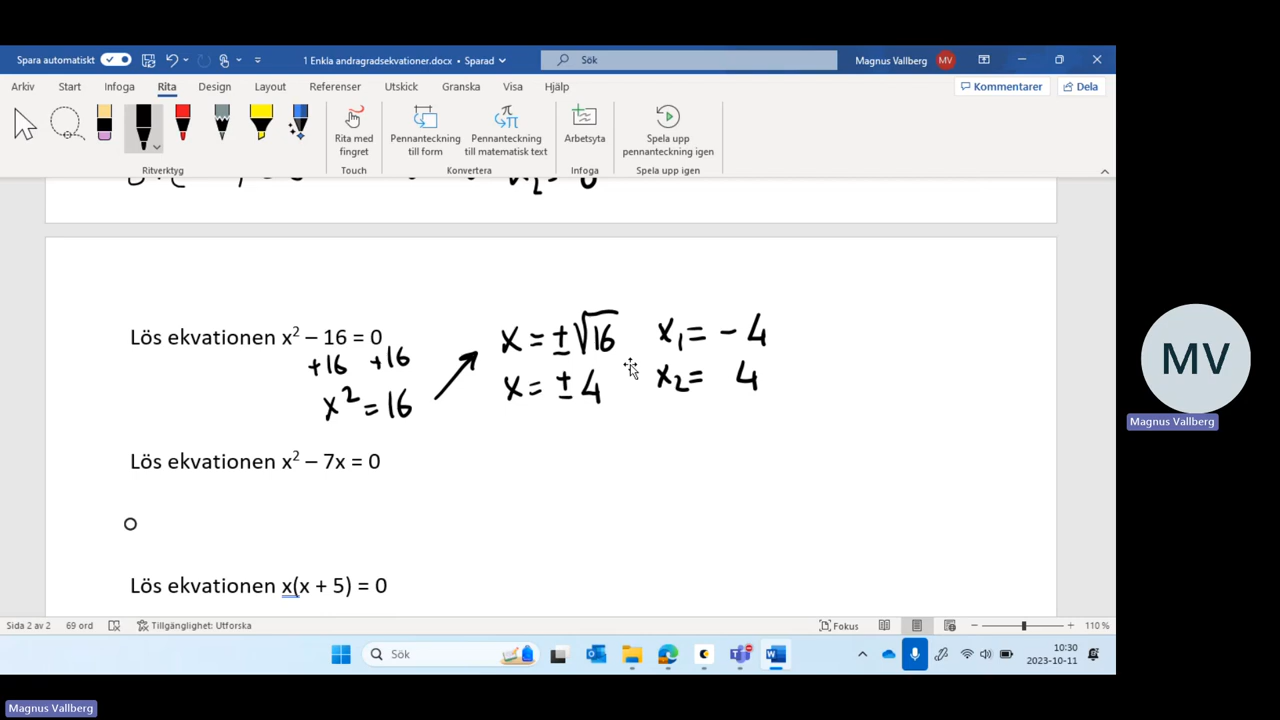 Spara automatiskt
1 Enkla andragradsekvationer.docx • Sparad
Sök
Magnus Vallberg MV
Arkiv Start Infoga Rita Design Layout Referenser Utskick Granska Visa Hjälp
Kommentarer Dela
Rita med fingret
Pennanteckning till form
Pennanteckning till matematisk text
Arbetsyta
Spela upp pennanteckning igen
Ritverktyg Touch Konvertera Infoga Spela upp igen
Lös ekvationen x² – 16 = 0
+16 +16
x² = 16
x = ±√16 x₁ = – 4
x = ± 4 x₂ = 4
Lös ekvationen x² – 7x = 0
Lös ekvationen x(x + 5) = 0
MV
Magnus Vallberg
Sida 2 av 2 69 ord Tillgänglighet: Utforska Fokus 110 %
Sök
10:30
2023-10-11
Magnus Vallberg